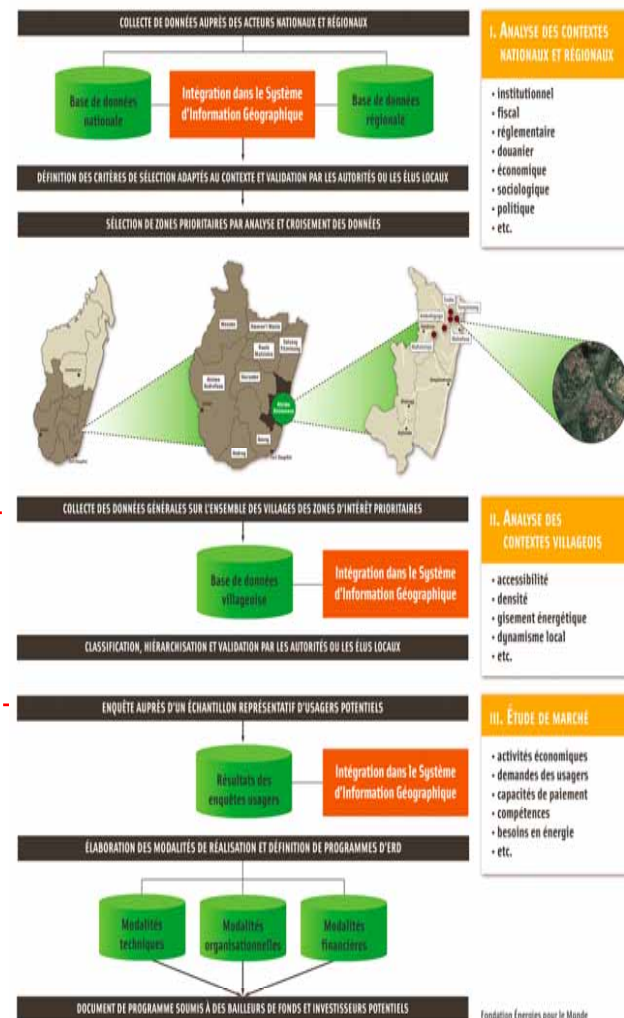 COLLECTE DE DONNÉES AUPRÈS DES ACTEURS NATIONAUX ET RÉGIONAUX
Base de données
nationale
Intégration dans le Système
d'Information Géographique
Base de données
régionale
DÉFINITION DES CRITÈRES DE SÉLECTION ADAPTÉS AU CONTEXTE ET VALIDATION PAR LES AUTORITÉS OU LES ÉLUS LOCAUX
SÉLECTION DE ZONES PRIORITAIRES PAR ANALYSE ET CROISEMENT DES DONNÉES
I. ANALYSE DES CONTEXTES
NATIONAUX ET RÉGIONAUX
• institutionnel
• fiscal
• réglementaire
• douanier
• économique
• sociologique
• politique
• etc.
COLLECTE DES DONNÉES GÉNÉRALES SUR L'ENSEMBLE DES VILLAGES DES ZONES D'INTÉRÊT PRIORITAIRES
Base de données
villageoise
Intégration dans le Système
d'Information Géographique
CLASSIFICATION, HIÉRARCHISATION ET VALIDATION PAR LES AUTORITÉS OU LES ÉLUS LOCAUX
II. ANALYSE DES
CONTEXTES VILLAGEOIS
• accessibilité
• densité
• gisement énergétique
• dynamisme local
• etc.
ENQUÊTE AUPRÈS D'UN ÉCHANTILLON REPRÉSENTATIF D'USAGERS POTENTIELS
Résultats des
enquêtes usagers
Intégration dans le Système
d'Information Géographique
ÉLABORATION DES MODALITÉS DE RÉALISATION ET DÉFINITION DE PROGRAMMES D'ERD
Modalités
techniques
Modalités
organisationnelles
Modalités
financières
DOCUMENT DE PROGRAMME SOUMIS À DES BAILLEURS DE FONDS ET INVESTISSEURS POTENTIELS
III. ÉTUDE DE MARCHÉ
• activités économiques
• demandes des usagers
• capacités de paiement
• compétences
• besoins en énergie
• etc.
Fondation Énergies pour le Monde